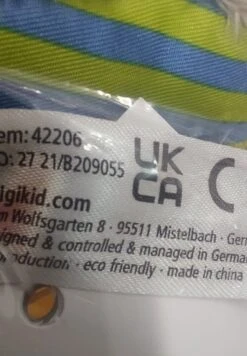 em: 42206
O: 27 21/B209055
UK
CA
C
igikid.com
m Wolfsgarten 8 · 95511 Mistelbach · Ger
igned & controlled & managed in German
oduction · eco friendly · made in china